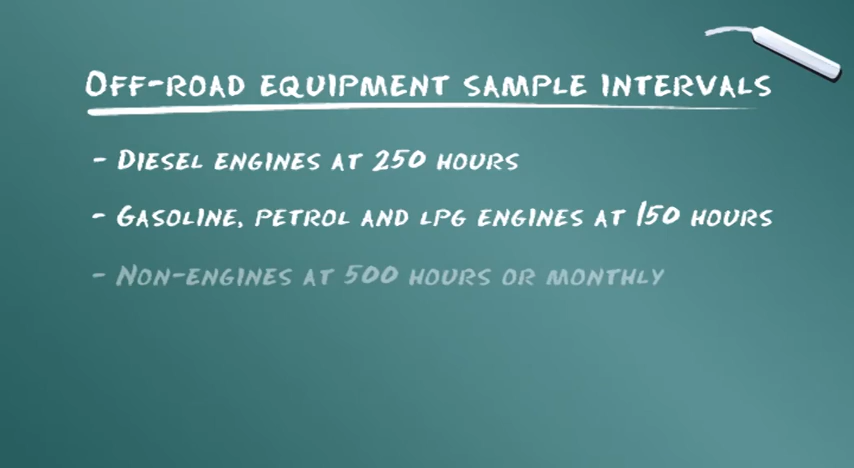 Off-road equipment sample intervals
- Diesel engines at 250 hours
- Gasoline, petrol and LPG engines at 150 hours
- Non-engines at 500 hours or monthly